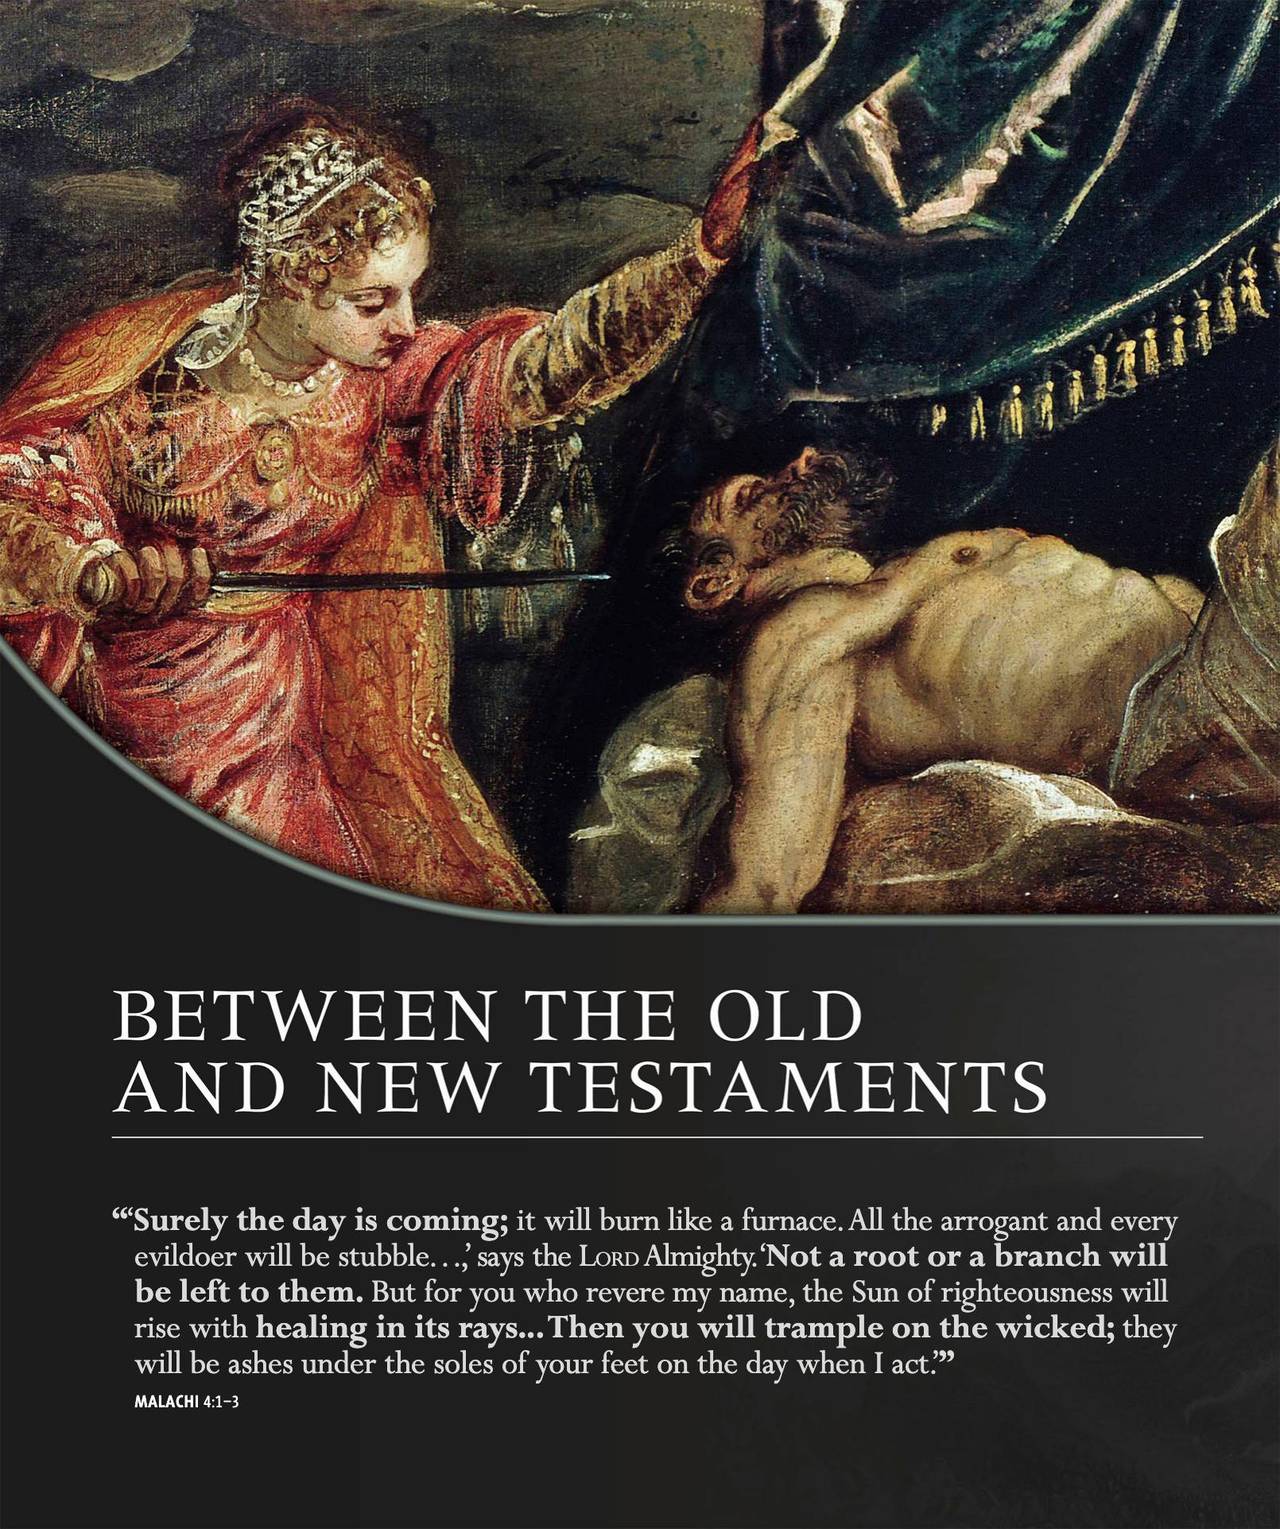 BETWEEN THE OLD
AND NEW TESTAMENTS
“‘Surely the day is coming; it will burn like a furnace. All the arrogant and every
evildoer will be stubble. . .,’ says the LORD Almighty. ‘Not a root or a branch will
be left to them. But for you who revere my name, the Sun of righteousness will
rise with healing in its rays... Then you will trample on the wicked; they
will be ashes under the soles of your feet on the day when I act.’”
MALACHI 4:1–3